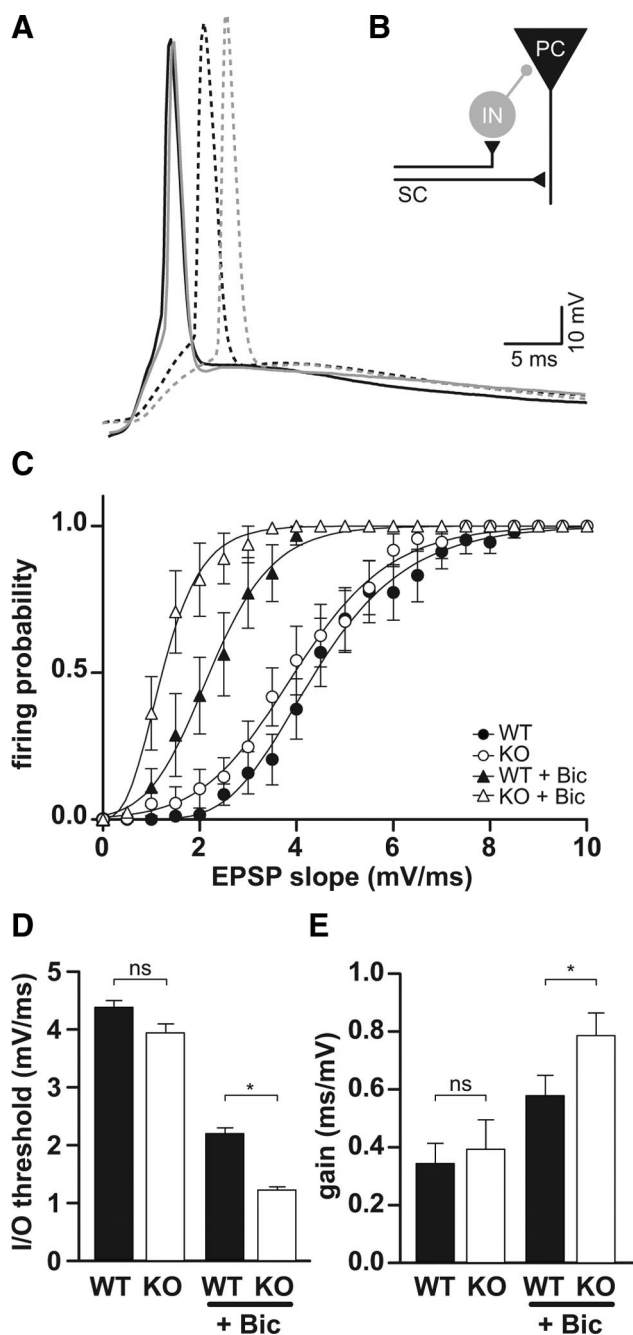 A
B
PC
IN
SC
10 mV
5 ms
C
1.0
0.5
0.0
firing probability
WT
KO
WT + Bic
KO + Bic
0 2 4 6 8 10
EPSP slope (mV/ms)
D
E
5
4
3
2
1
0
I/O threshold (mV/ms)
ns
*
WT KO WT KO
+ Bic
1.0
0.8
0.6
0.4
0.2
0.0
gain (ms/mV)
ns
*
WT KO WT KO
+ Bic